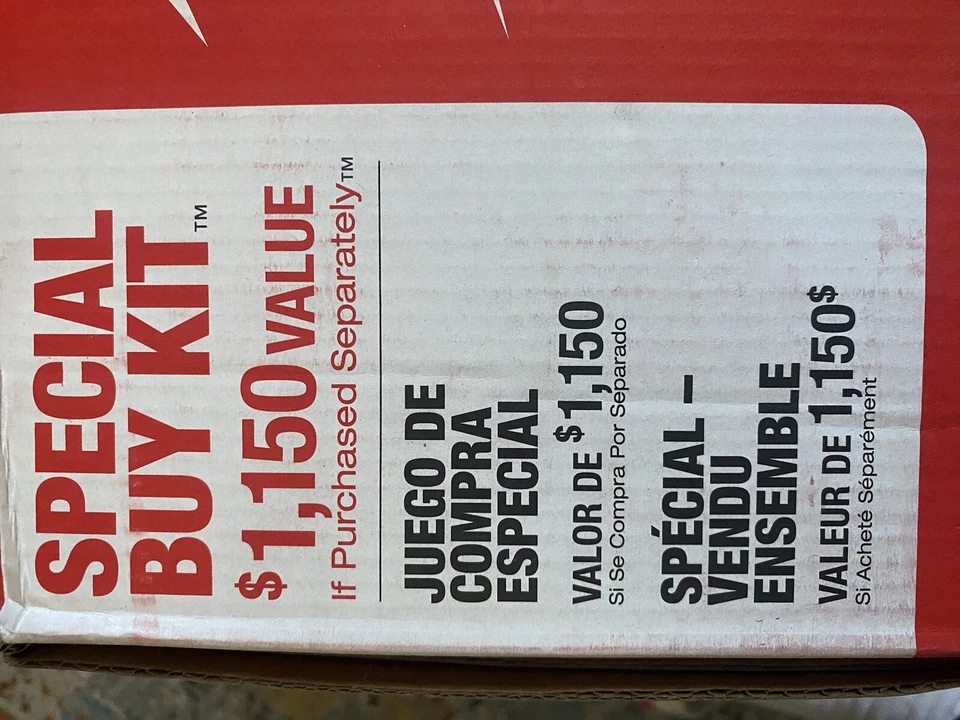 SPECIAL
BUY KIT™
$1,150 VALUE
If Purchased Separately™
JUEGO DE
COMPRA
ESPECIAL
VALOR DE $1,150
Si Se Compra Por Separado
SPÉCIAL –
VENDU
ENSEMBLE
VALEUR DE 1,150$
Si Acheté Séparément